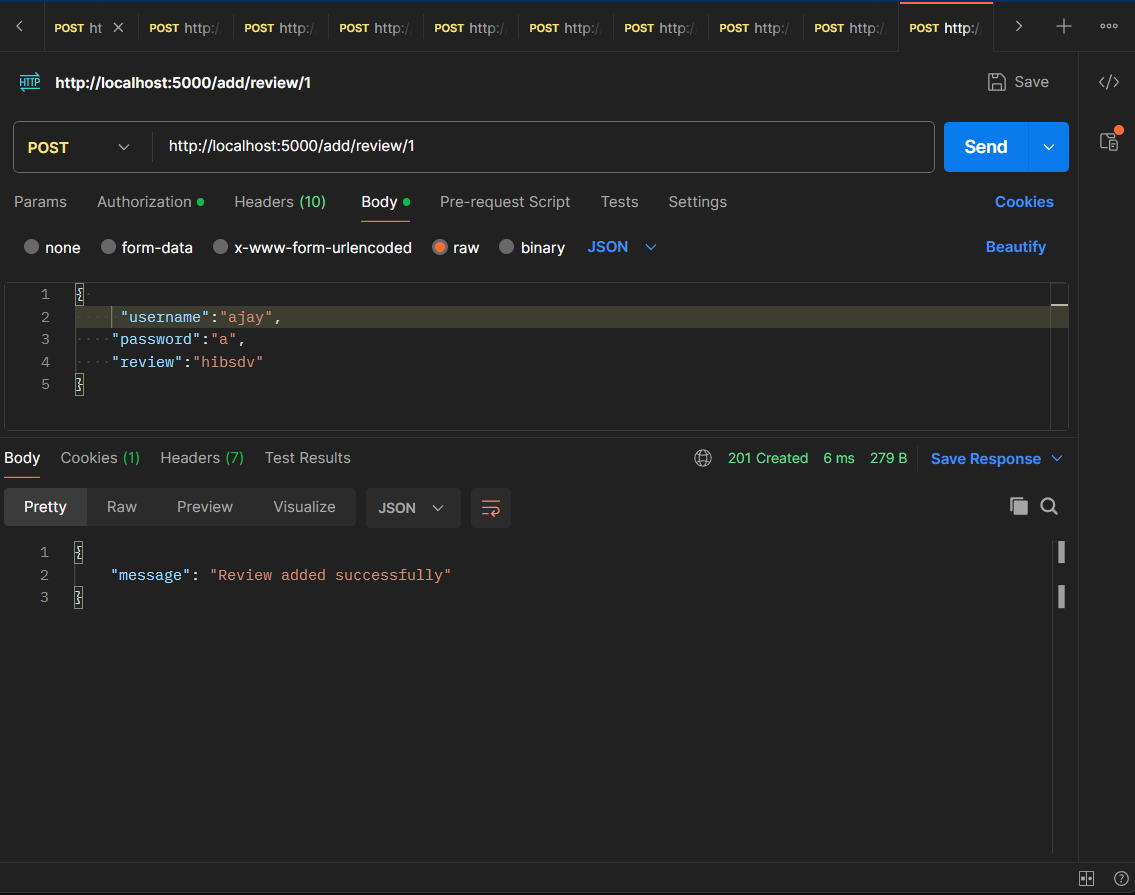 POST ht POST http:/ POST http:/ POST http:/ POST http:/ POST http:/ POST http:/ POST http:/ POST http:/ POST http:/
HTTP http://localhost:5000/add/review/1 Save </>
POST http://localhost:5000/add/review/1 Send
Params Authorization Headers (10) Body Pre-request Script Tests Settings Cookies
none form-data x-www-form-urlencoded raw binary JSON Beautify
1 {
2 "username":"ajay",
3 "password":"a",
4 "review":"hibsdv"
5 }
Body Cookies (1) Headers (7) Test Results 201 Created 6 ms 279 B Save Response
Pretty Raw Preview Visualize JSON
1 {
2 "message": "Review added successfully"
3 }